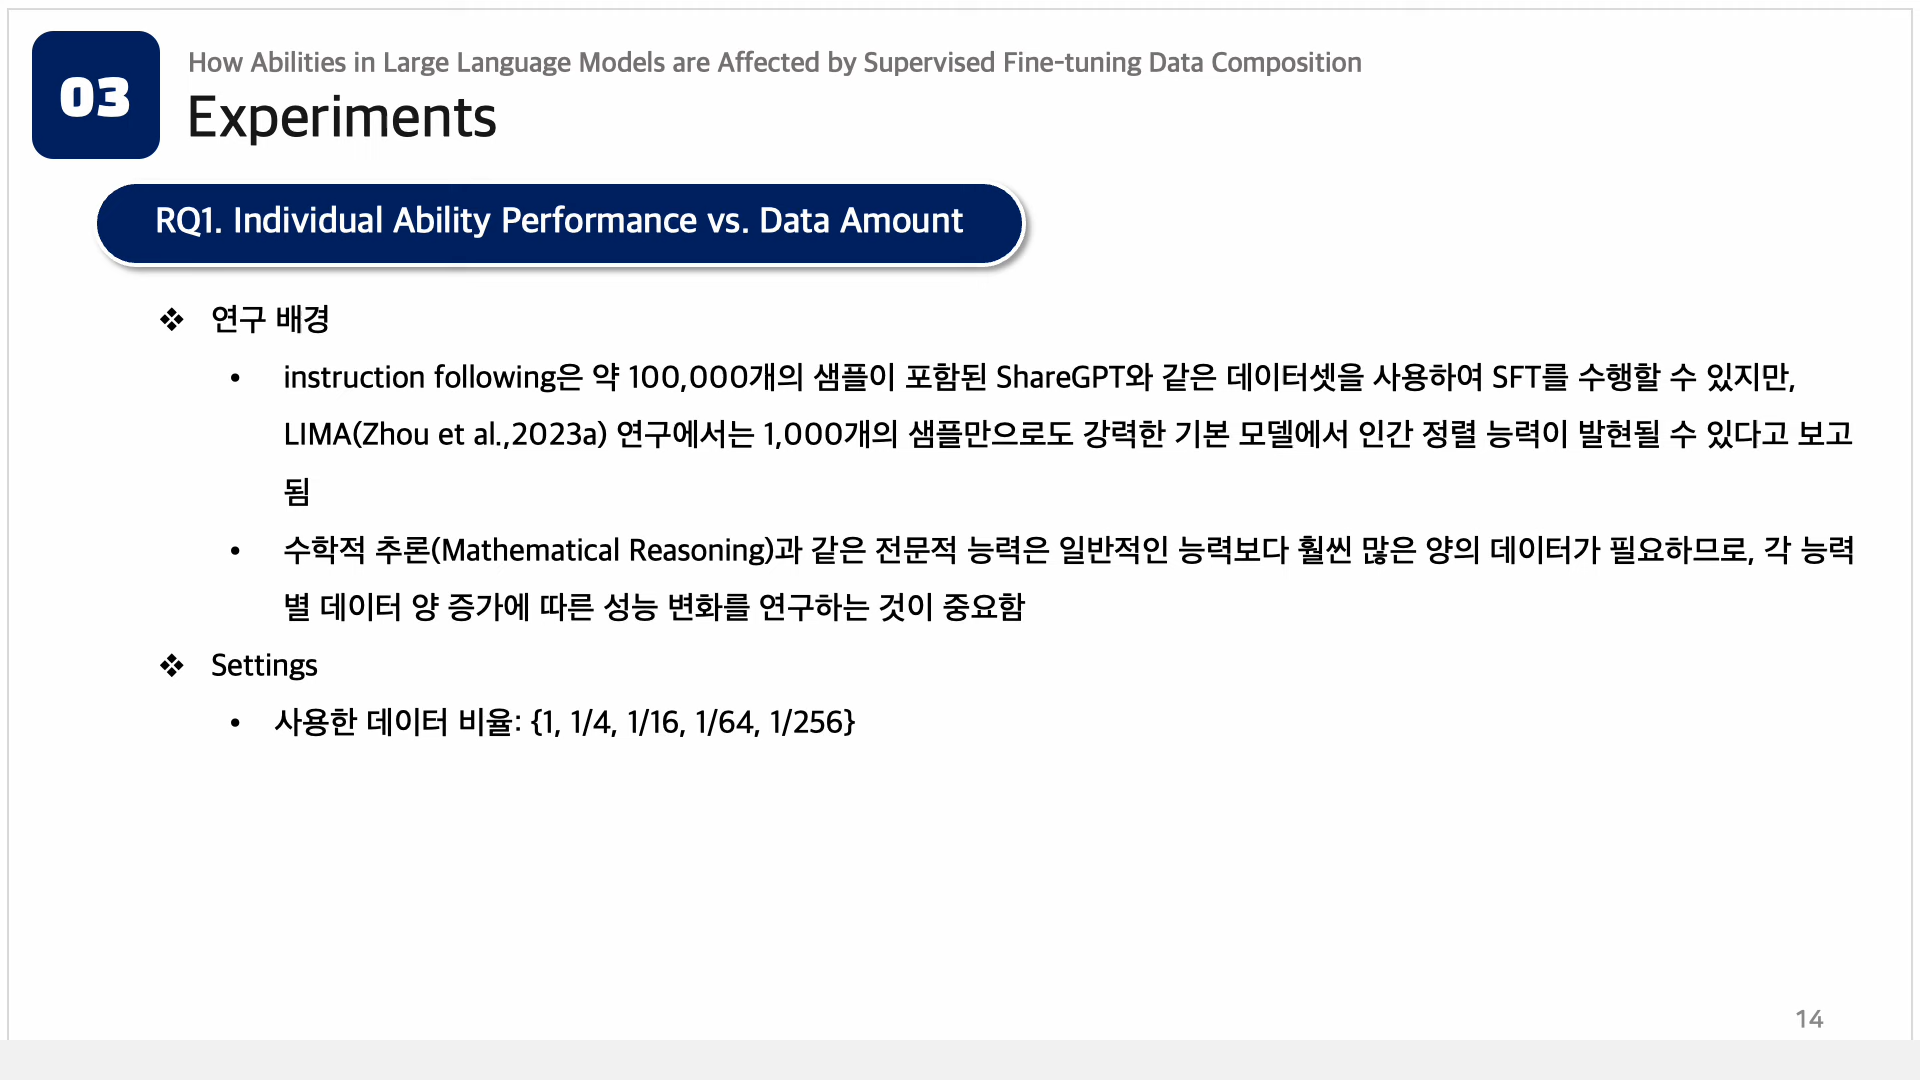 03
How Abilities in Large Language Models are Affected by Supervised Fine-tuning Data Composition
Experiments
RQ1. Individual Ability Performance vs. Data Amount
❖ 연구 배경
• instruction following은 약 100,000개의 샘플이 포함된 ShareGPT와 같은 데이터셋을 사용하여 SFT를 수행할 수 있지만,
LIMA(Zhou et al.,2023a) 연구에서는 1,000개의 샘플만으로도 강력한 기본 모델에서 인간 정렬 능력이 발현될 수 있다고 보고
됨
• 수학적 추론(Mathematical Reasoning)과 같은 전문적 능력은 일반적인 능력보다 훨씬 많은 양의 데이터가 필요하므로, 각 능력
별 데이터 양 증가에 따른 성능 변화를 연구하는 것이 중요함
❖ Settings
• 사용한 데이터 비율: {1, 1/4, 1/16, 1/64, 1/256}
14